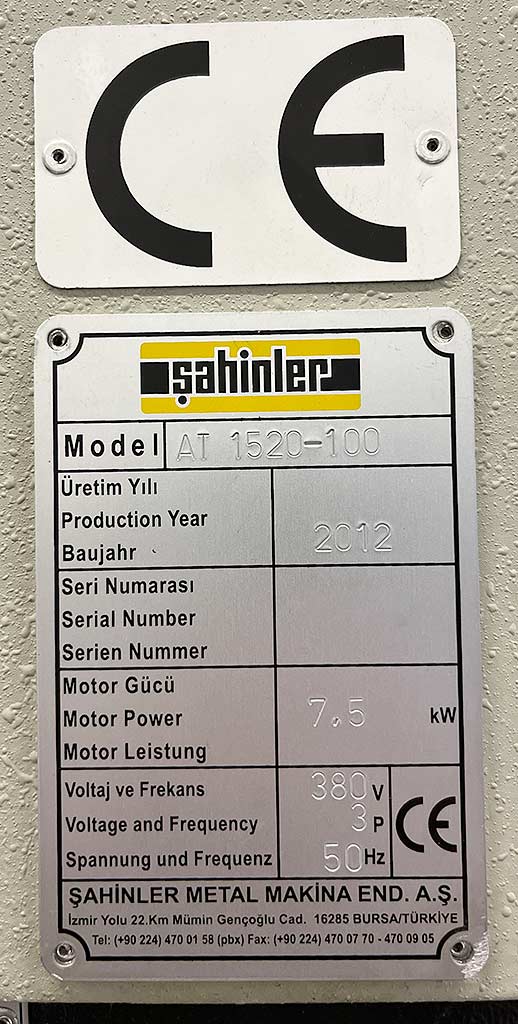 CE
şahinler
Model AT 1520-100
Üretim Yılı
Production Year
Baujahr
2012
Seri Numarası
Serial Number
Serien Nummer
Motor Gücü
Motor Power
Motor Leistung
7.5 kW
Voltaj ve Frekans 380 V
Voltage and Frequency 3 P
Spannung und Frequenz 50 Hz
CE
ŞAHİNLER METAL MAKİNA END. A.Ş.
İzmir Yolu 22.Km Mümin Gençoğlu Cad. 16285 BURSA/TÜRKİYE
Tel: (+90 224) 470 01 58 (pbx) Fax: (+90 224) 470 07 70 - 470 09 05